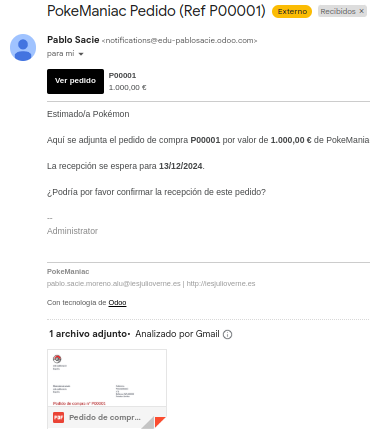 PokeManiac Pedido (Ref P00001) Externo Recibidos ×
Pablo Sacie <notifications@edu-pablosacie.odoo.com>
para mí
Ver pedido
P00001
1.000,00 €
Estimado/a Pokémon
Aquí se adjunta el pedido de compra P00001 por valor de 1.000,00 € de PokeMania
La recepción se espera para 13/12/2024.
¿Podría por favor confirmar la recepción de este pedido?
--
Administrator
PokeManiac
pablo.sacie.moreno.alu@iesjulioverne.es | http://iesjulioverne.es
Con tecnología de Odoo
1 archivo adjunto • Analizado por Gmail
Pedido de compra nº P00001
PDF Pedido de compr...